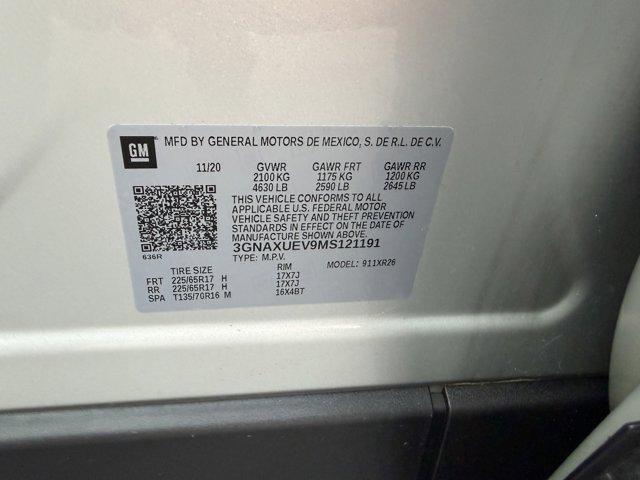 GM
MFD BY GENERAL MOTORS DE MEXICO, S. DE R.L. DE C.V.
11/20 GVWR GAWR FRT GAWR RR
2100 KG 1175 KG 1200 KG
4630 LB 2590 LB 2645 LB
THIS VEHICLE CONFORMS TO ALL
APPLICABLE U.S. FEDERAL MOTOR
VEHICLE SAFETY AND THEFT PREVENTION
STANDARDS IN EFFECT ON THE DATE OF
MANUFACTURE SHOWN ABOVE.
3GNAXUEV9MS121191
636R
TYPE: M.P.V.
MODEL: 911XR26
TIRE SIZE RIM
FRT 225/65R17 H 17X7J
RR 225/65R17 H 17X7J
SPA T135/70R16 M 16X4BT